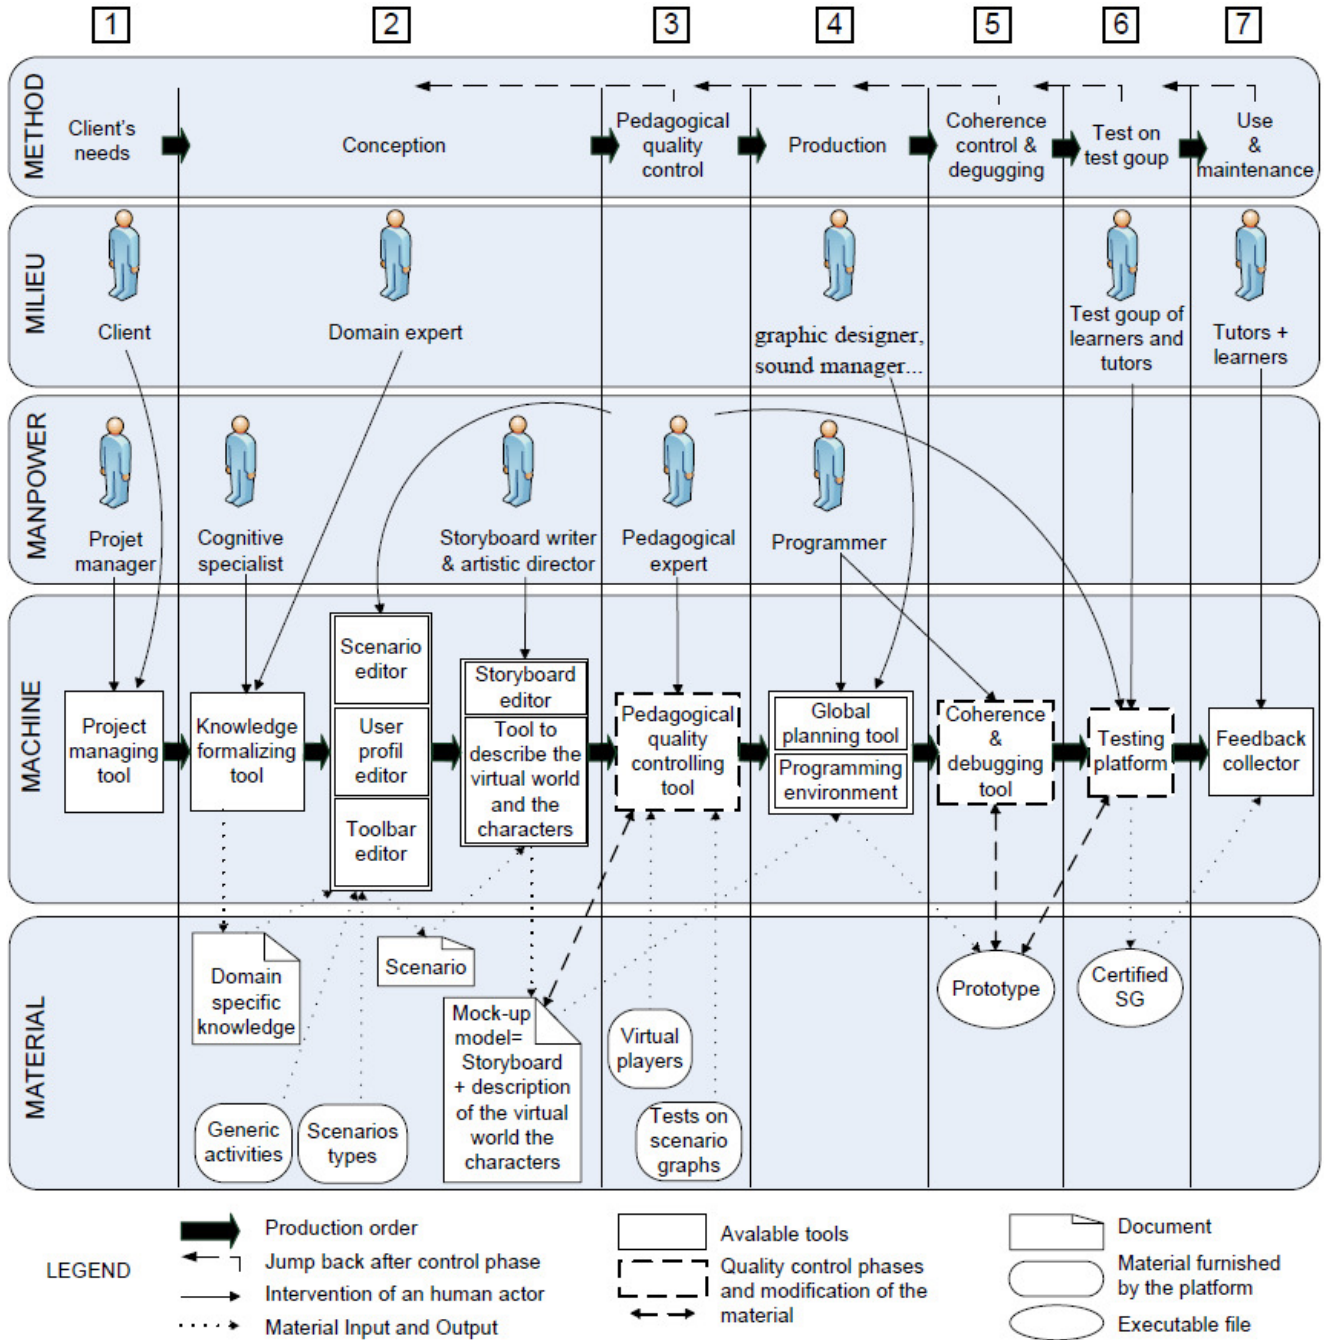 1 2 3 4 5 6 7
METHOD
Client's
needs
Conception
Pedagogical
quality
control
Production
Coherence
control &
degugging
Test on
test goup
Use
&
maintenance
MILIEU
Client
Domain expert
graphic designer,
sound manager...
Test goup of
learners and
tutors
Tutors +
learners
MANPOWER
Projet
manager
Cognitive
specialist
Storyboard writer
& artistic director
Pedagogical
expert
Programmer
MACHINE
Project
managing
tool
Knowledge
formalizing
tool
Scenario
editor
User
profil
editor
Toolbar
editor
Storyboard
editor
Tool to
describe the
virtual world
and the
characters
Pedagogical
quality
controlling
tool
Global
planning tool
Programming
environment
Coherence
&
debugging
tool
Testing
platform
Feedback
collector
MATERIAL
Domain
specific
knowledge
Scenario
Mock-up
model=
Storyboard
+ description
of the virtual
world the
characters
Generic
activities
Scenarios
types
Virtual
players
Tests on
scenario
graphs
Prototype
Certified
SG
LEGEND
Production order
Jump back after control phase
Intervention of an human actor
Material Input and Output
Avalable tools
Quality control phases
and modification of the
material
Document
Material furnished
by the platform
Executable file